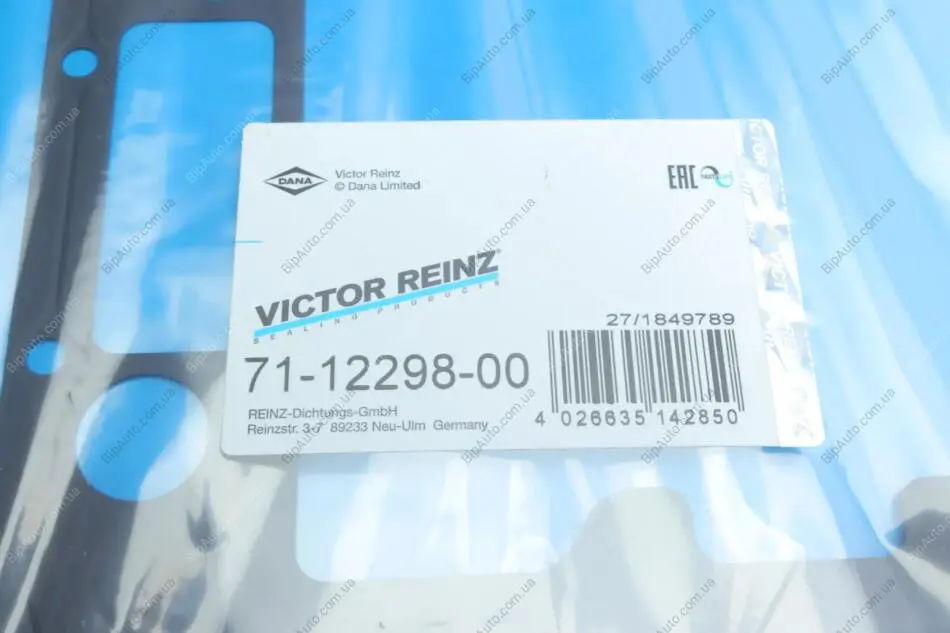 DANA
Victor Reinz
© Dana Limited
EAC
VICTOR REINZ®
SEALING PRODUCTS
27/1849789
71-12298-00
REINZ-Dichtungs-GmbH
Reinzstr. 3-7 89233 Neu-Ulm Germany
4 026635 142850
BipAuto.com.ua